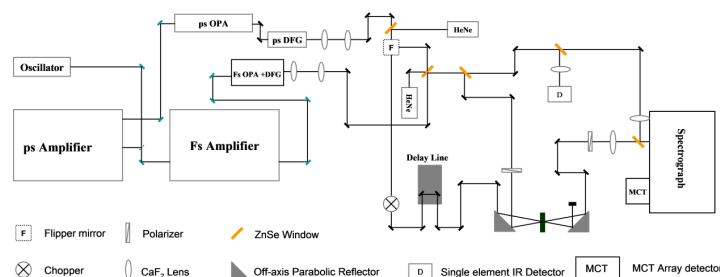 ps OPA
ps DFG
HeNe
F
Oscillator
Fs OPA +DFG
HeNe
D
ps Amplifier
Fs Amplifier
Delay Line
Spectrograph
MCT
F Flipper mirror
Polarizer
ZnSe Window
Chopper
CaF₂ Lens
Off-axis Parabolic Reflector
D Single element IR Detector
MCT MCT Array detector